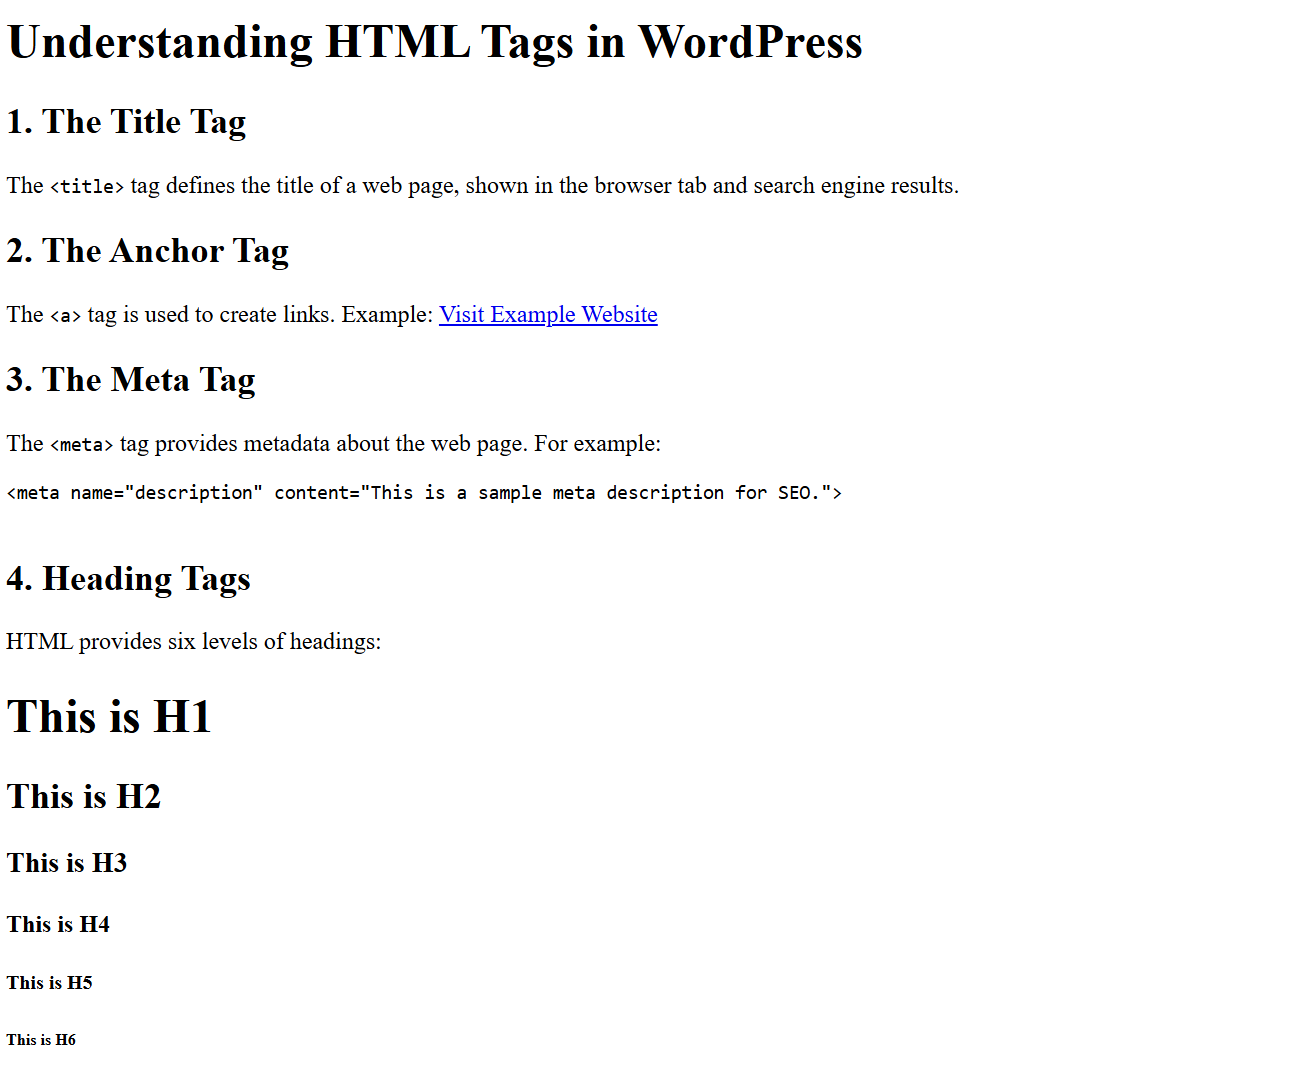 Understanding HTML Tags in WordPress
1. The Title Tag
The <title> tag defines the title of a web page, shown in the browser tab and search engine results.
2. The Anchor Tag
The <a> tag is used to create links. Example: Visit Example Website
3. The Meta Tag
The <meta> tag provides metadata about the web page. For example:
<meta name="description" content="This is a sample meta description for SEO.">
4. Heading Tags
HTML provides six levels of headings:
This is H1
This is H2
This is H3
This is H4
This is H5
This is H6